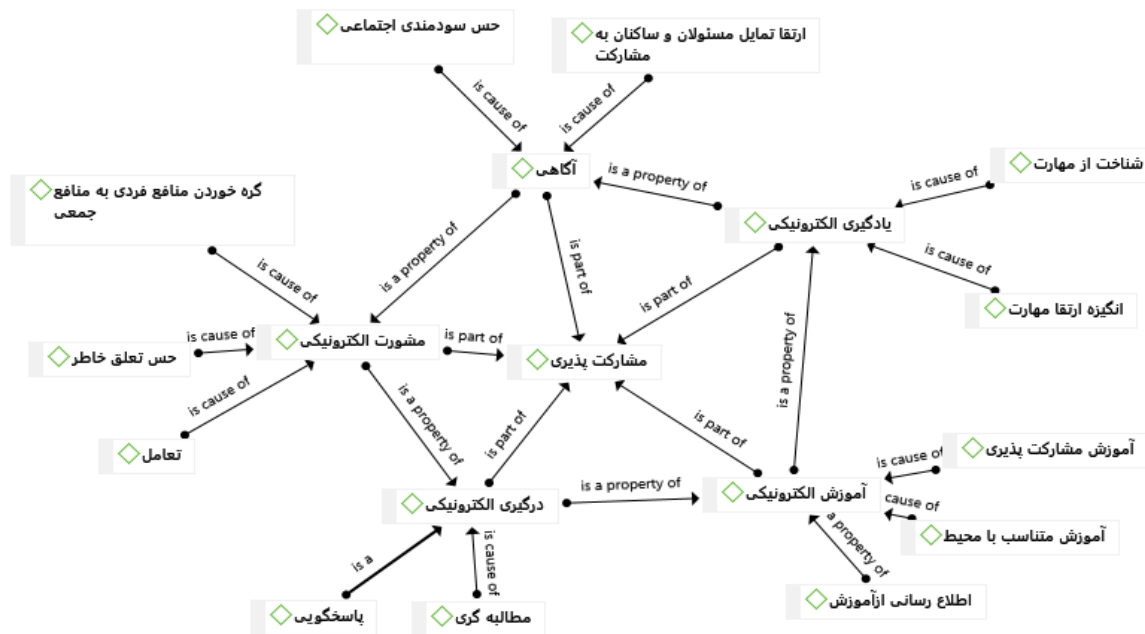 حس سودمندی اجتماعی
ارتقا تمایل مسئولان و ساکنان به
مشارکت
is cause of
is cause of
آگاهی
شناخت از مهارت
is a property of
is cause of
گره خوردن منافع فردی به منافع
جمعی
یادگیری الکترونیکی
is a property of
is part of
is cause of
is cause of
is part of
انگیزه ارتقا مهارت
is cause of
مشورت الکترونیکی
is part of
حس تعلق خاطر
مشارکت پذیری
is a property of
is cause of
is a property of
is part of
is part of
تعامل
آموزش مشارکت پذیری
is cause of
is a property of
آموزش الکترونیکی
درگیری الکترونیکی
cause of
آموزش متناسب با محیط
a property of
is a
is cause of
اطلاع رسانی ازآموزش
پاسخگویی
مطالبه گری